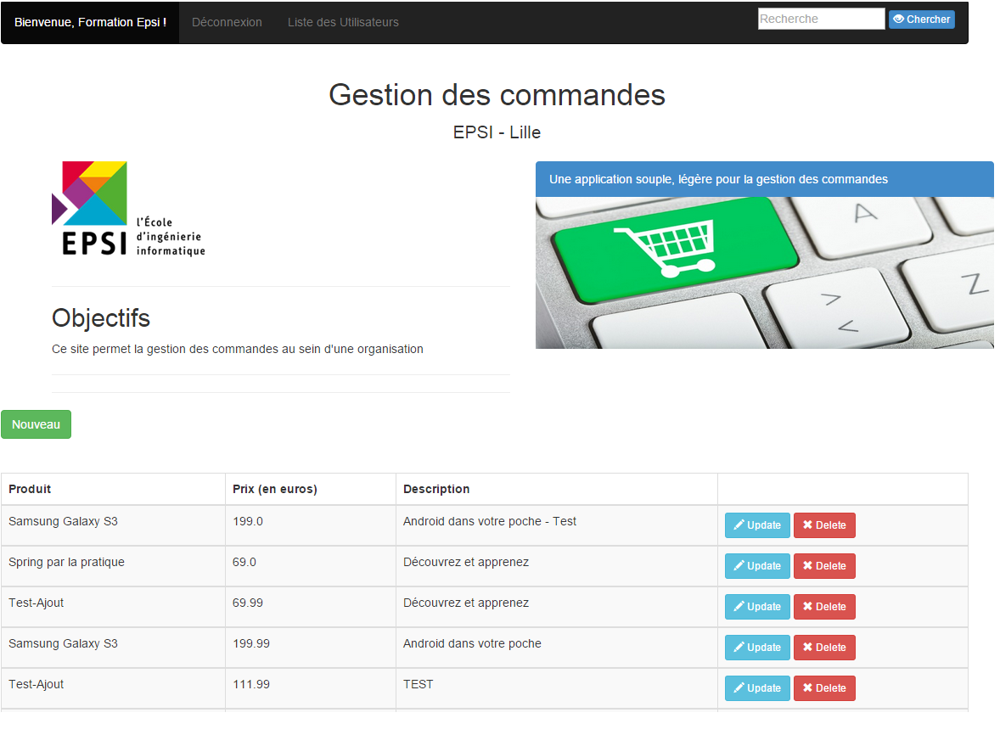 Bienvenue, Formation Epsi ! Déconnexion Liste des Utilisateurs Recherche Chercher
Gestion des commandes
EPSI - Lille
EPSI
l'École
d'ingénierie
informatique
Une application souple, légère pour la gestion des commandes
A
Z
>
<
Objectifs
Ce site permet la gestion des commandes au sein d'une organisation
Nouveau
Produit Prix (en euros) Description
Samsung Galaxy S3 199.0 Android dans votre poche - Test Update Delete
Spring par la pratique 69.0 Découvrez et apprenez Update Delete
Test-Ajout 69.99 Découvrez et apprenez Update Delete
Samsung Galaxy S3 199.99 Android dans votre poche Update Delete
Test-Ajout 111.99 TEST Update Delete